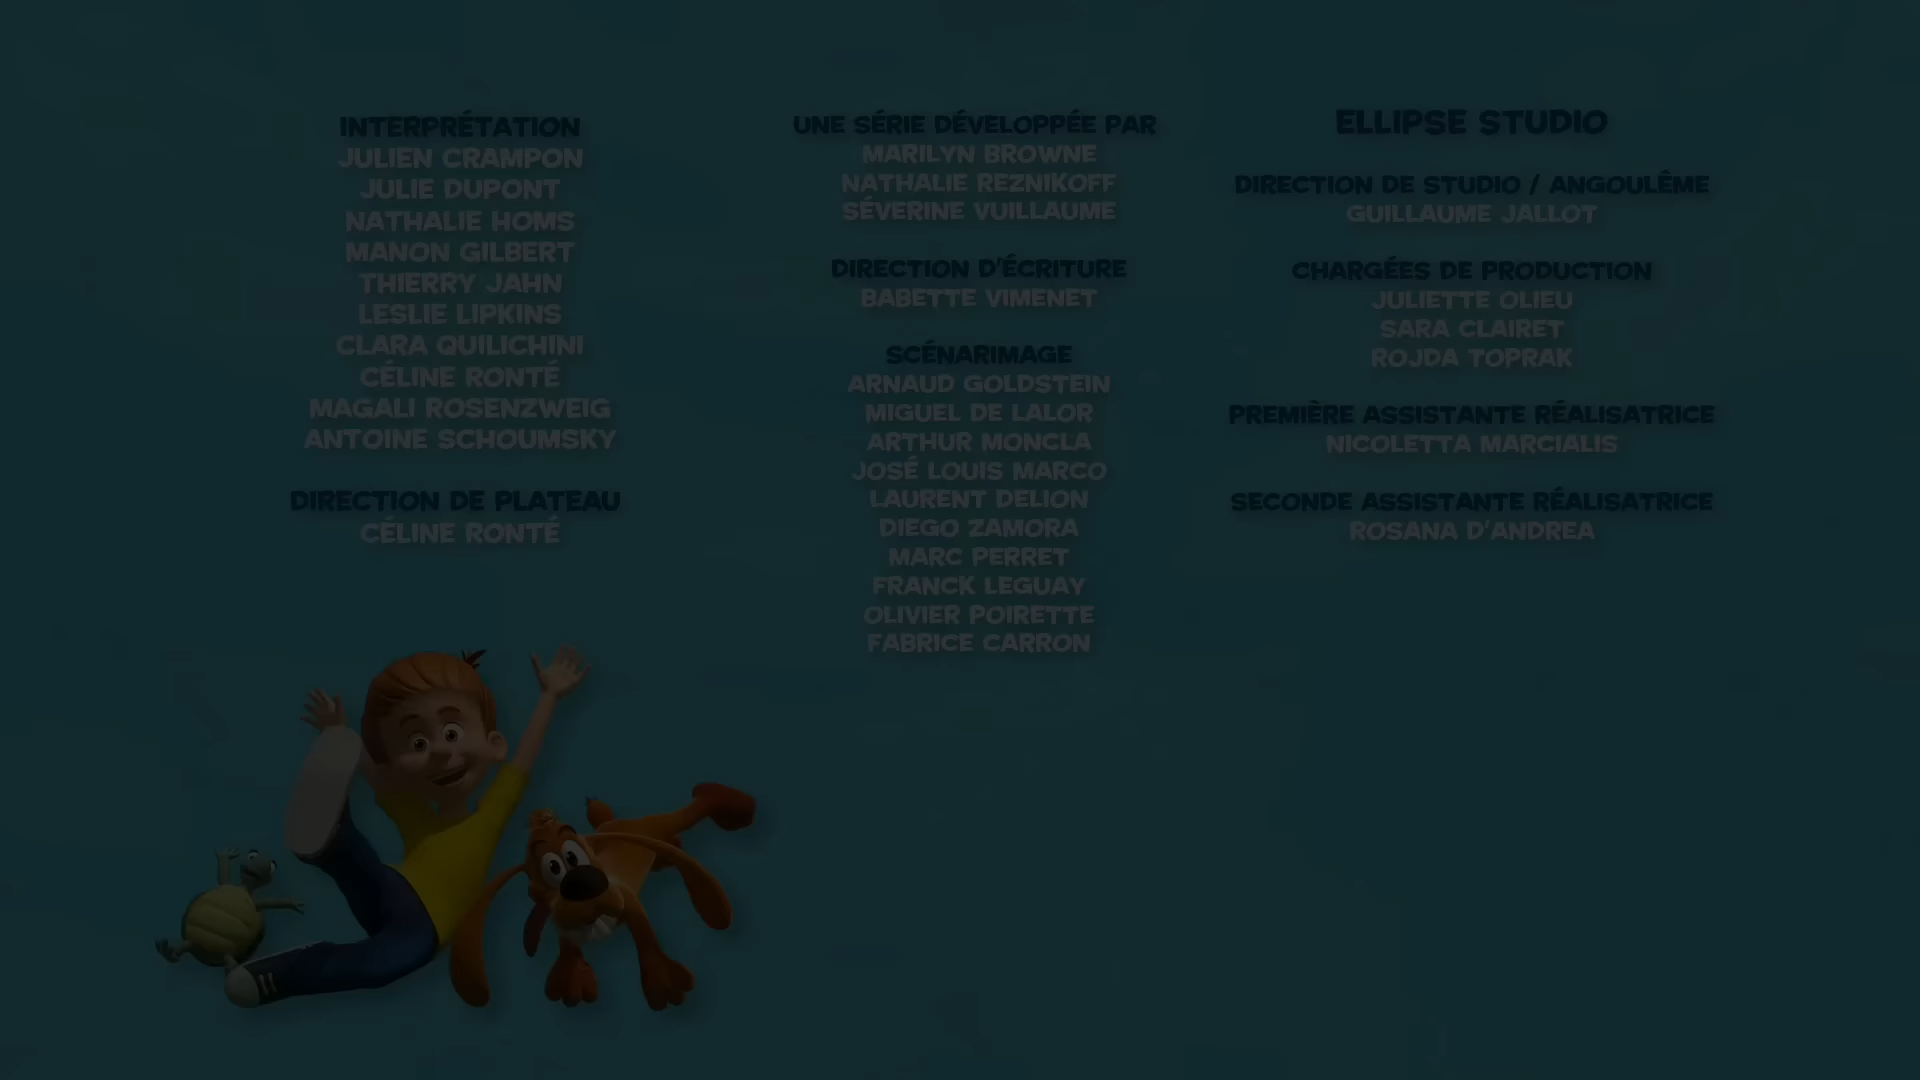 INTERPRÉTATION
JULIEN CRAMPON
JULIE DUPONT
NATHALIE HOMS
MANON GILBERT
THIERRY JAHN
LESLIE LIPKINS
CLARA QUILICHINI
CÉLINE RONTÉ
MAGALI ROSENZWEIG
ANTOINE SCHOUMSKY
DIRECTION DE PLATEAU
CÉLINE RONTÉ
UNE SÉRIE DÉVELOPPÉE PAR
MARILYN BROWNE
NATHALIE REZNIKOFF
SÉVERINE VUILLAUME
DIRECTION D'ÉCRITURE
BABETTE VIMENET
SCÉNARIMAGE
ARNAUD GOLDSTEIN
MIGUEL DE LALOR
ARTHUR MONCLA
JOSÉ LOUIS MARCO
LAURENT DELION
DIEGO ZAMORA
MARC PERRET
FRANCK LEGUAY
OLIVIER POIRETTE
FABRICE CARRON
ELLIPSE STUDIO
DIRECTION DE STUDIO / ANGOULÊME
GUILLAUME JALLOT
CHARGÉES DE PRODUCTION
JULIETTE OLIEU
SARA CLAIRET
ROJDA TOPRAK
PREMIÈRE ASSISTANTE RÉALISATRICE
NICOLETTA MARCIALIS
SECONDE ASSISTANTE RÉALISATRICE
ROSANA D'ANDREA